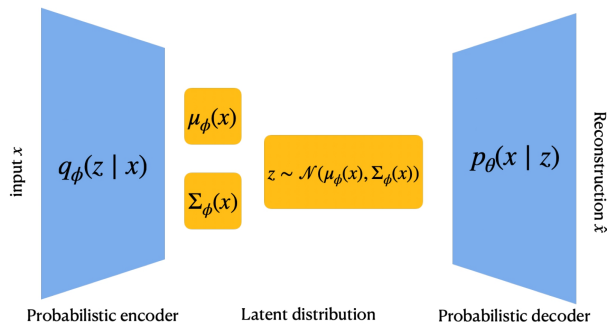 input x
q_ϕ(z | x)
μ_ϕ(x)
Σ_ϕ(x)
z ∼ 𝒩(μ_ϕ(x), Σ_ϕ(x))
p_θ(x | z)
Reconstruction x̂
Probabilistic encoder
Latent distribution
Probabilistic decoder